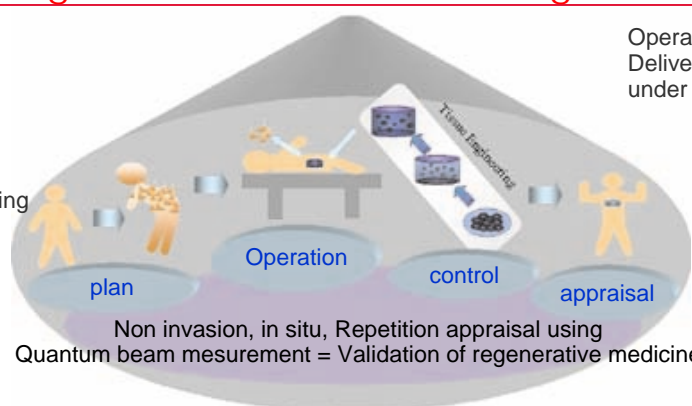 Opera
Delive
under
Tissue Engineering
ing
Operation
plan
control
appraisal
Non invasion, in situ, Repetition appraisal using
Quantum beam mesurement = Validation of regenerative medicine